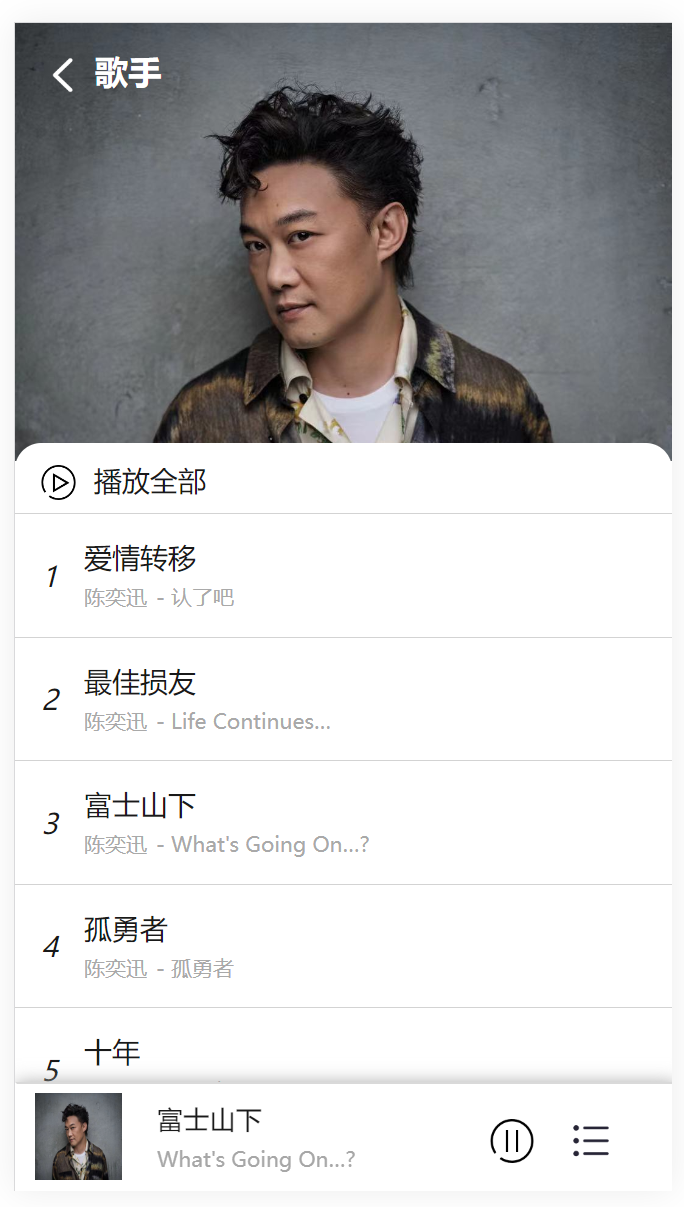 歌手
播放全部
1
爱情转移
陈奕迅 - 认了吧
2
最佳损友
陈奕迅 - Life Continues...
3
富士山下
陈奕迅 - What's Going On...?
4
孤勇者
陈奕迅 - 孤勇者
5
十年
富士山下
What's Going On...?